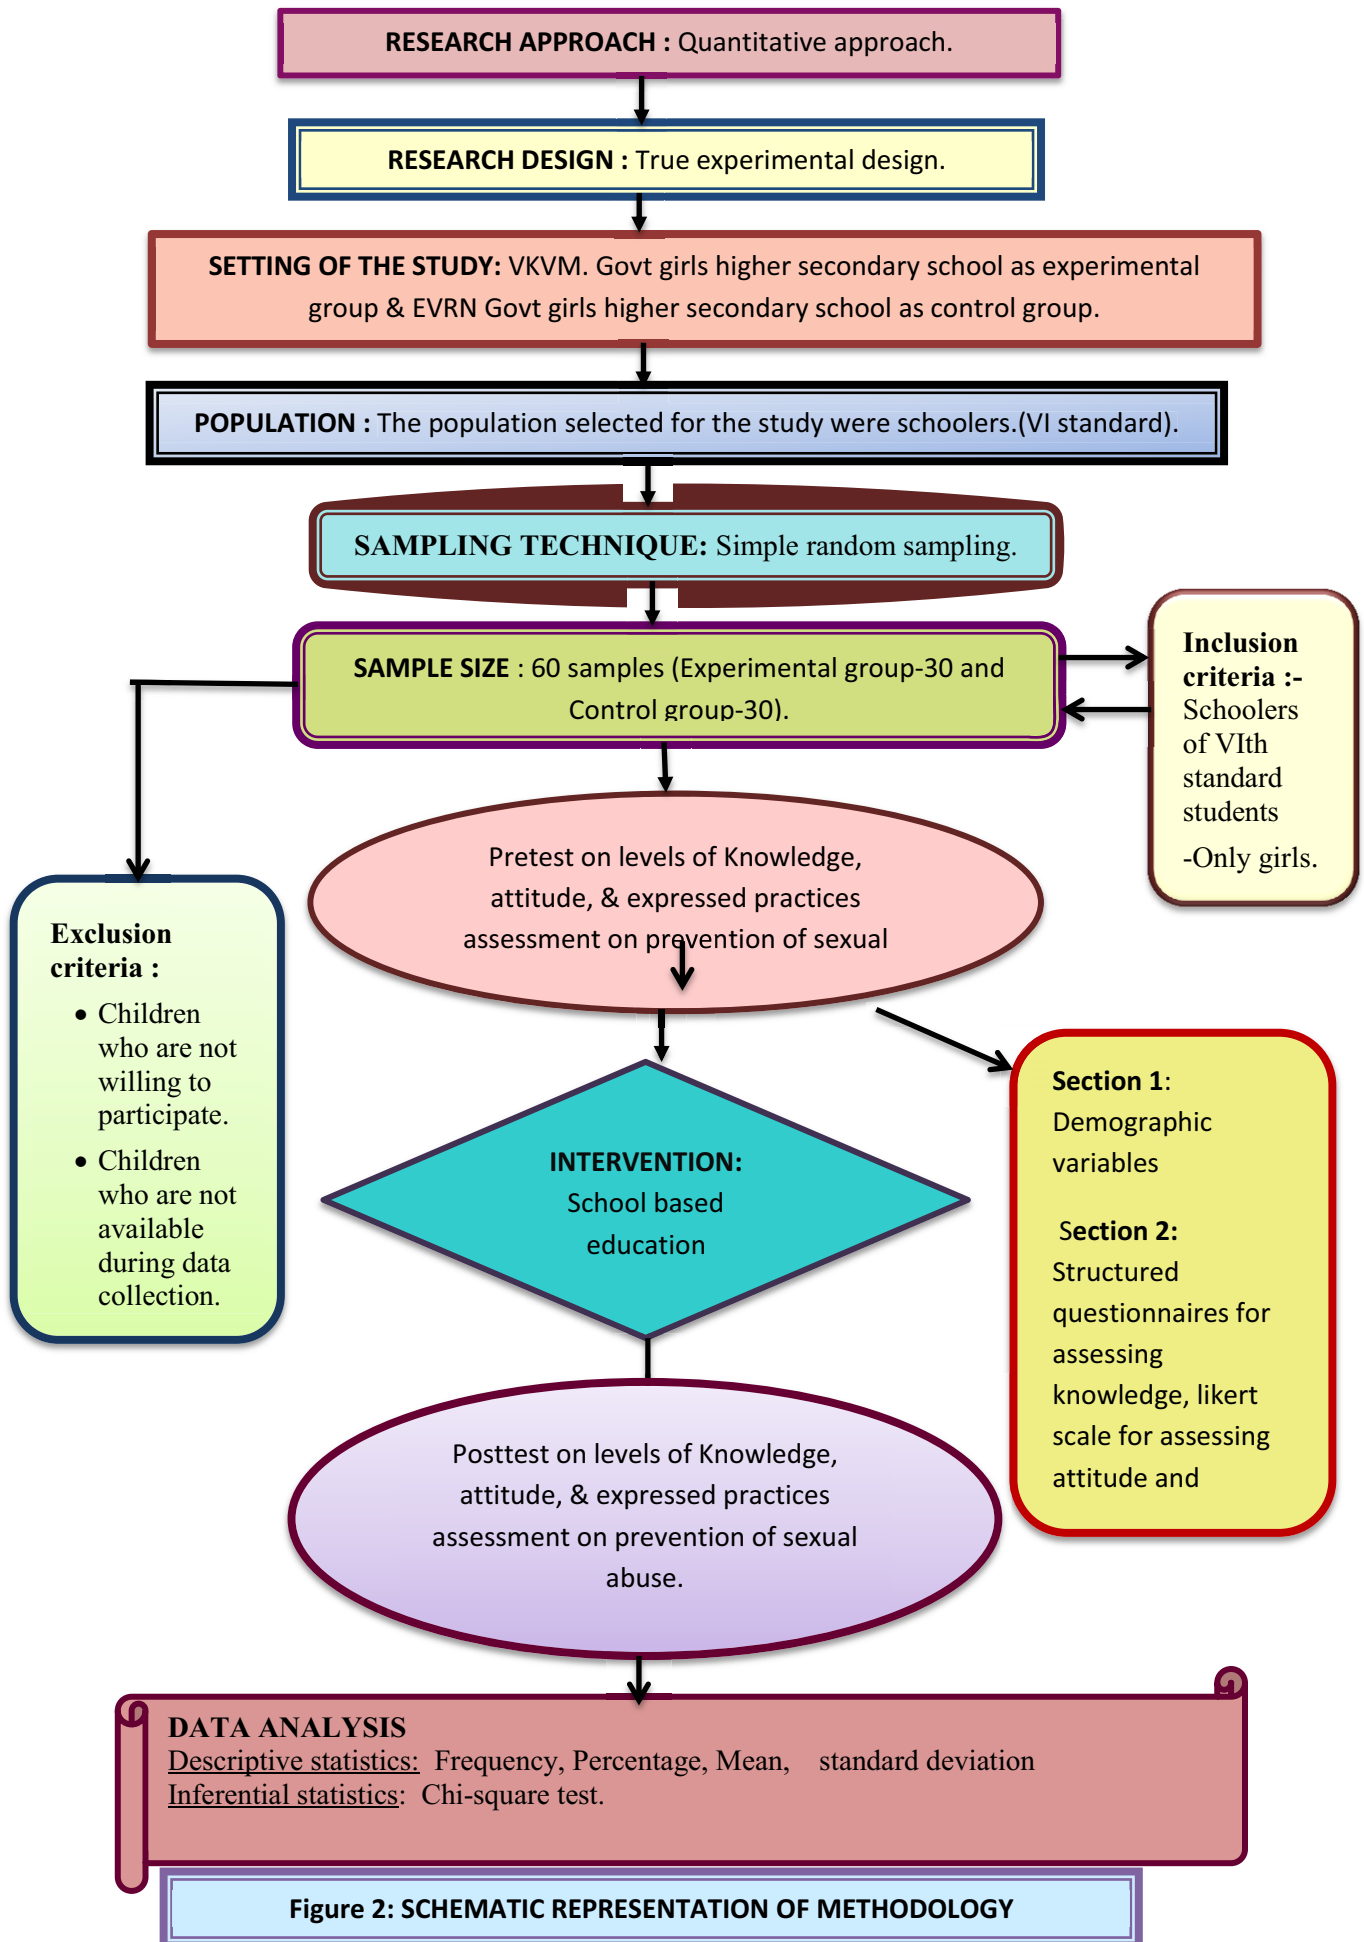 RESEARCH APPROACH : Quantitative approach.
RESEARCH DESIGN : True experimental design.
SETTING OF THE STUDY: VKVM. Govt girls higher secondary school as experimental
group & EVRN Govt girls higher secondary school as control group.
POPULATION : The population selected for the study were schoolers.(VI standard).
SAMPLING TECHNIQUE: Simple random sampling.
SAMPLE SIZE : 60 samples (Experimental group-30 and
Control group-30).
Inclusion
criteria :-
Schoolers
of VIth
standard
students
-Only girls.
Pretest on levels of Knowledge,
attitude, & expressed practices
assessment on prevention of sexual
Exclusion
criteria :
• Children
who are not
willing to
participate.
• Children
who are not
available
during data
collection.
INTERVENTION:
School based
education
Section 1:
Demographic
variables
Section 2:
Structured
questionnaires for
assessing
knowledge, likert
scale for assessing
attitude and
Posttest on levels of Knowledge,
attitude, & expressed practices
assessment on prevention of sexual
abuse.
DATA ANALYSIS
Descriptive statistics: Frequency, Percentage, Mean, standard deviation
Inferential statistics: Chi-square test.
Figure 2: SCHEMATIC REPRESENTATION OF METHODOLOGY